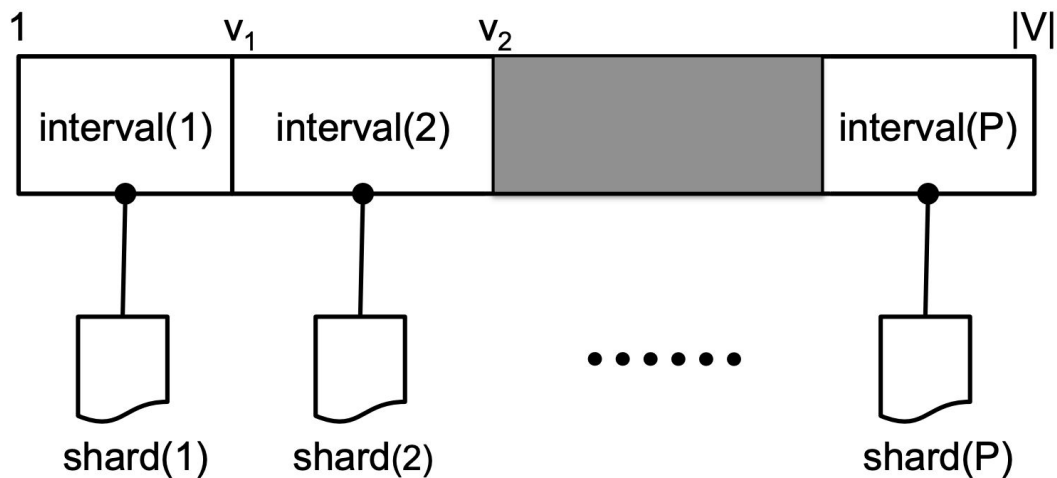 1 v₁ v₂ |V|
interval(1) interval(2) interval(P)
shard(1) shard(2) shard(P)